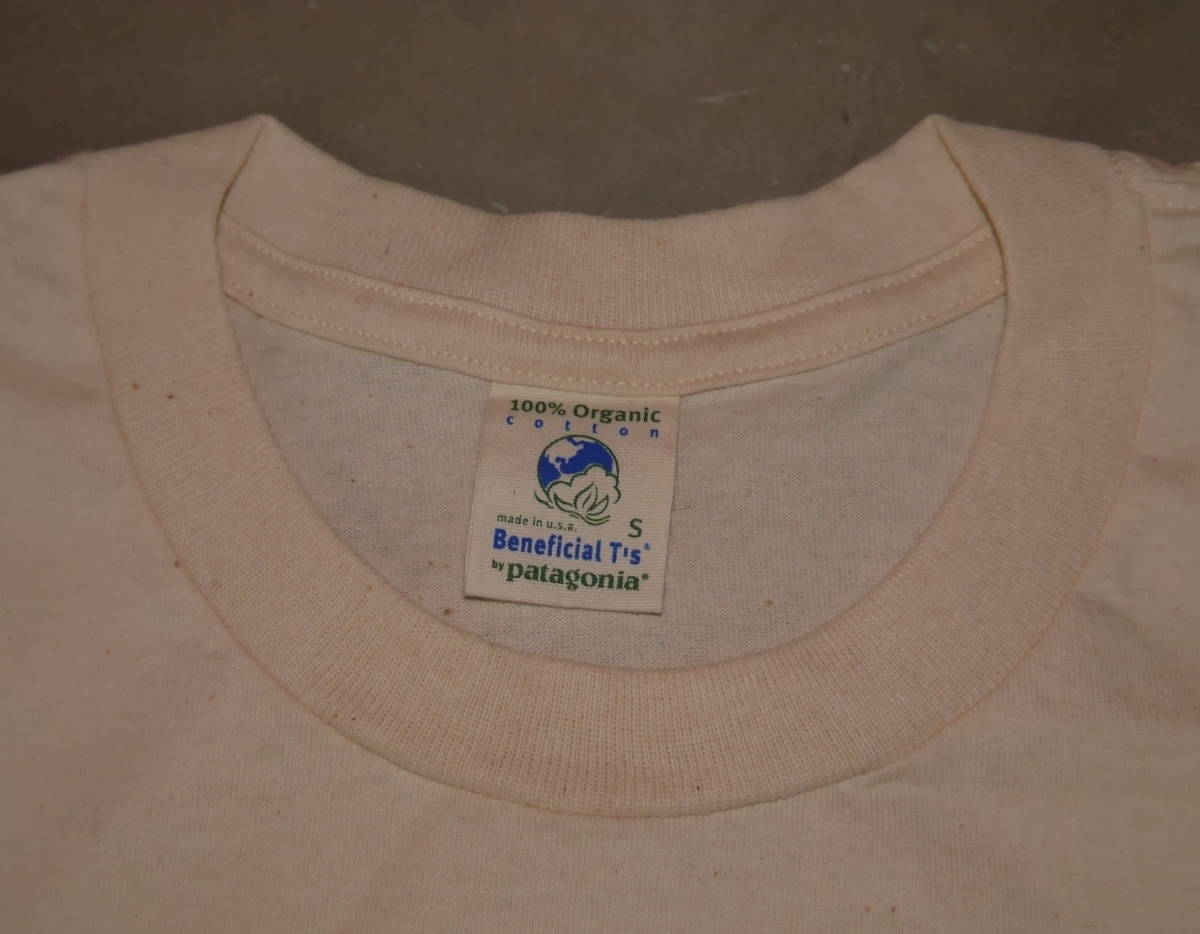 100% Organic
cotton
made in u.s.a.
S
Beneficial T's*
by patagonia®